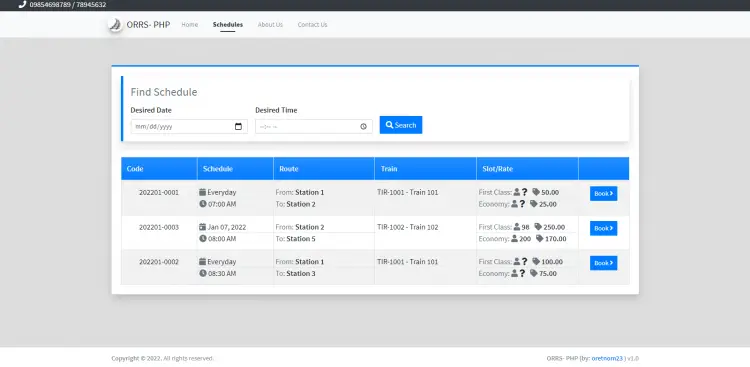 09854698789 / 78945632
ORRS- PHP Home Schedules About Us Contact Us
Find Schedule
Desired Date Desired Time
mm/dd/yyyy --:-- --
Search
Code Schedule Route Train Slot/Rate
202201-0001 Everyday From: Station 1 TIR-1001 - Train 101 First Class: ? 50.00 Book
07:00 AM To: Station 2 Economy: ? 25.00
202201-0003 Jan 07, 2022 From: Station 2 TIR-1002 - Train 102 First Class: 98 250.00 Book
08:00 AM To: Station 5 Economy: 200 170.00
202201-0002 Everyday From: Station 1 TIR-1001 - Train 101 First Class: ? 100.00 Book
08:30 AM To: Station 3 Economy: ? 75.00
Copyright © 2022. All rights reserved. ORRS- PHP (by: oretnom23 ) v1.0